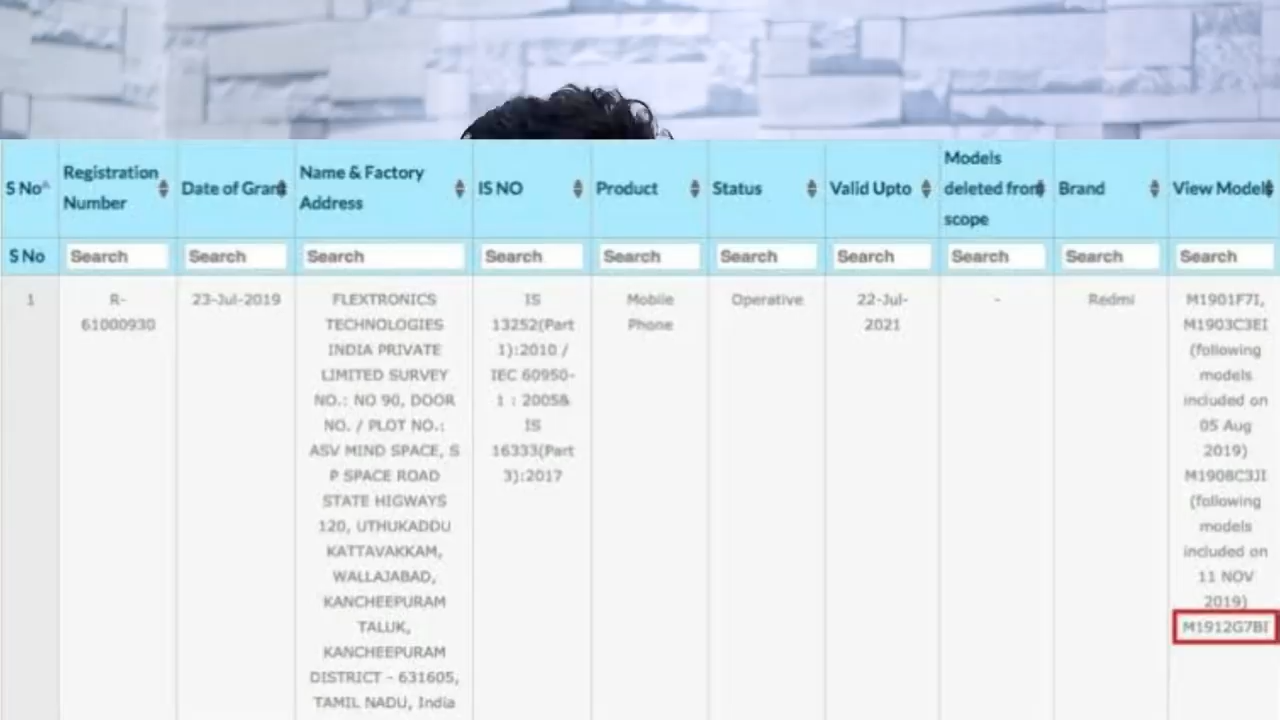 S No
Registration
Number
Date of Grant
Name & Factory
Address
IS NO
Product
Status
Valid Upto
Models
deleted from
scope
Brand
View Models
S No
Search
Search
Search
Search
Search
Search
Search
Search
Search
Search
1
R-
61000930
23-Jul-2019
FLEXTRONICS
TECHNOLOGIES
INDIA PRIVATE
LIMITED SURVEY
NO.: NO 90, DOOR
NO. / PLOT NO.:
ASV MIND SPACE, S
P SPACE ROAD
STATE HIGWAYS
120, UTHUKADDU
KATTAVAKKAM,
WALLAJABAD,
KANCHEEPURAM
TALUK,
KANCHEEPURAM
DISTRICT - 631605,
TAMIL NADU, India
IS
13252(Part
1):2010 /
IEC 60950-
1 : 2005&
IS
16333(Part
3):2017
Mobile
Phone
Operative
22-Jul-
2021
-
Redmi
M1901F7I,
M1903C3EI
(following
models
included on
05 Aug
2019)
M1908C3JI
(following
models
included on
11 NOV
2019)
M1912G7BI